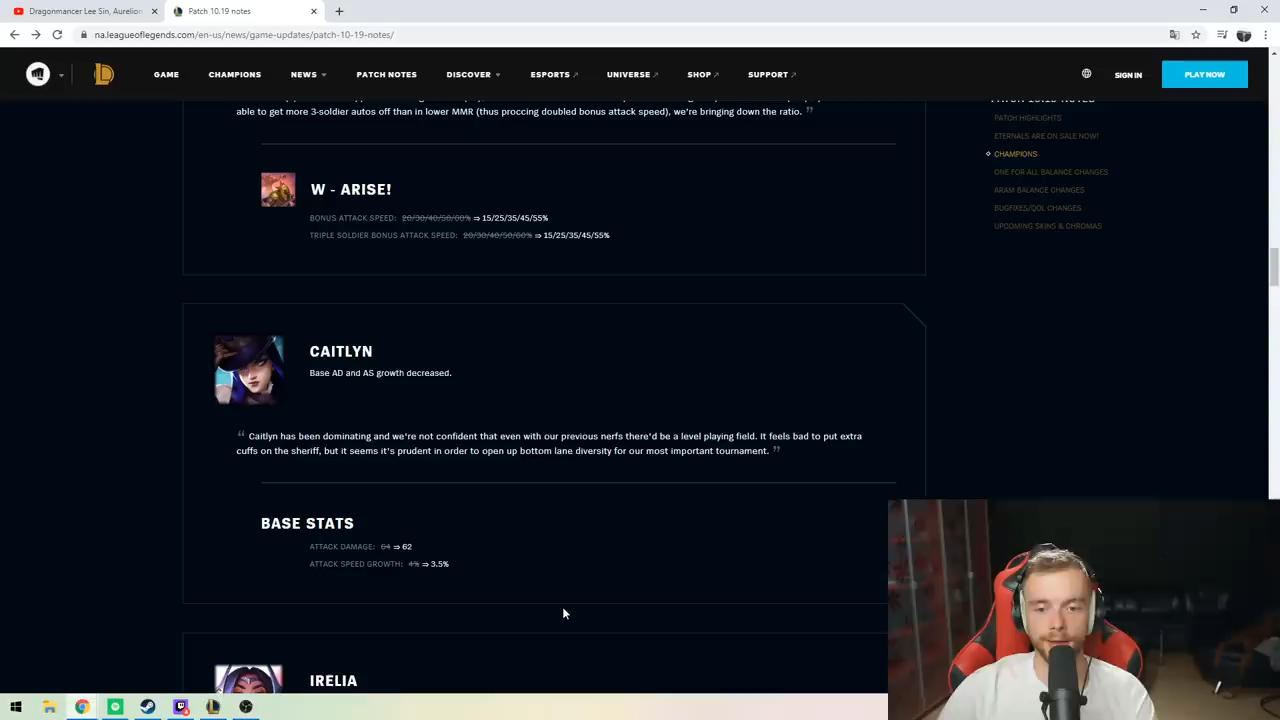 Dragonmancer Lee Sin, Aurelion
Patch 10.19 notes
na.leagueoflegends.com/en-us/news/game-updates/patch-10-19-notes/
GAME
CHAMPIONS
NEWS
PATCH NOTES
DISCOVER
ESPORTS
UNIVERSE
SHOP
SUPPORT
SIGN IN
PLAY NOW
able to get more 3-soldier autos off than in lower MMR (thus proccing doubled bonus attack speed), we're bringing down the ratio. ”
W - ARISE!
BONUS ATTACK SPEED: 20/30/40/50/60% ⇒ 15/25/35/45/55%
TRIPLE SOLDIER BONUS ATTACK SPEED: 20/30/40/50/60% ⇒ 15/25/35/45/55%
CAITLYN
Base AD and AS growth decreased.
“ Caitlyn has been dominating and we're not confident that even with our previous nerfs there'd be a level playing field. It feels bad to put extra
cuffs on the sheriff, but it seems it's prudent in order to open up bottom lane diversity for our most important tournament. ”
BASE STATS
ATTACK DAMAGE: 64 ⇒ 62
ATTACK SPEED GROWTH: 4% ⇒ 3.5%
IRELIA
PATCH 10.19 NOTES
PATCH HIGHLIGHTS
ETERNALS ARE ON SALE NOW!
CHAMPIONS
ONE FOR ALL BALANCE CHANGES
ARAM BALANCE CHANGES
BUGFIXES/QOL CHANGES
UPCOMING SKINS & CHROMAS